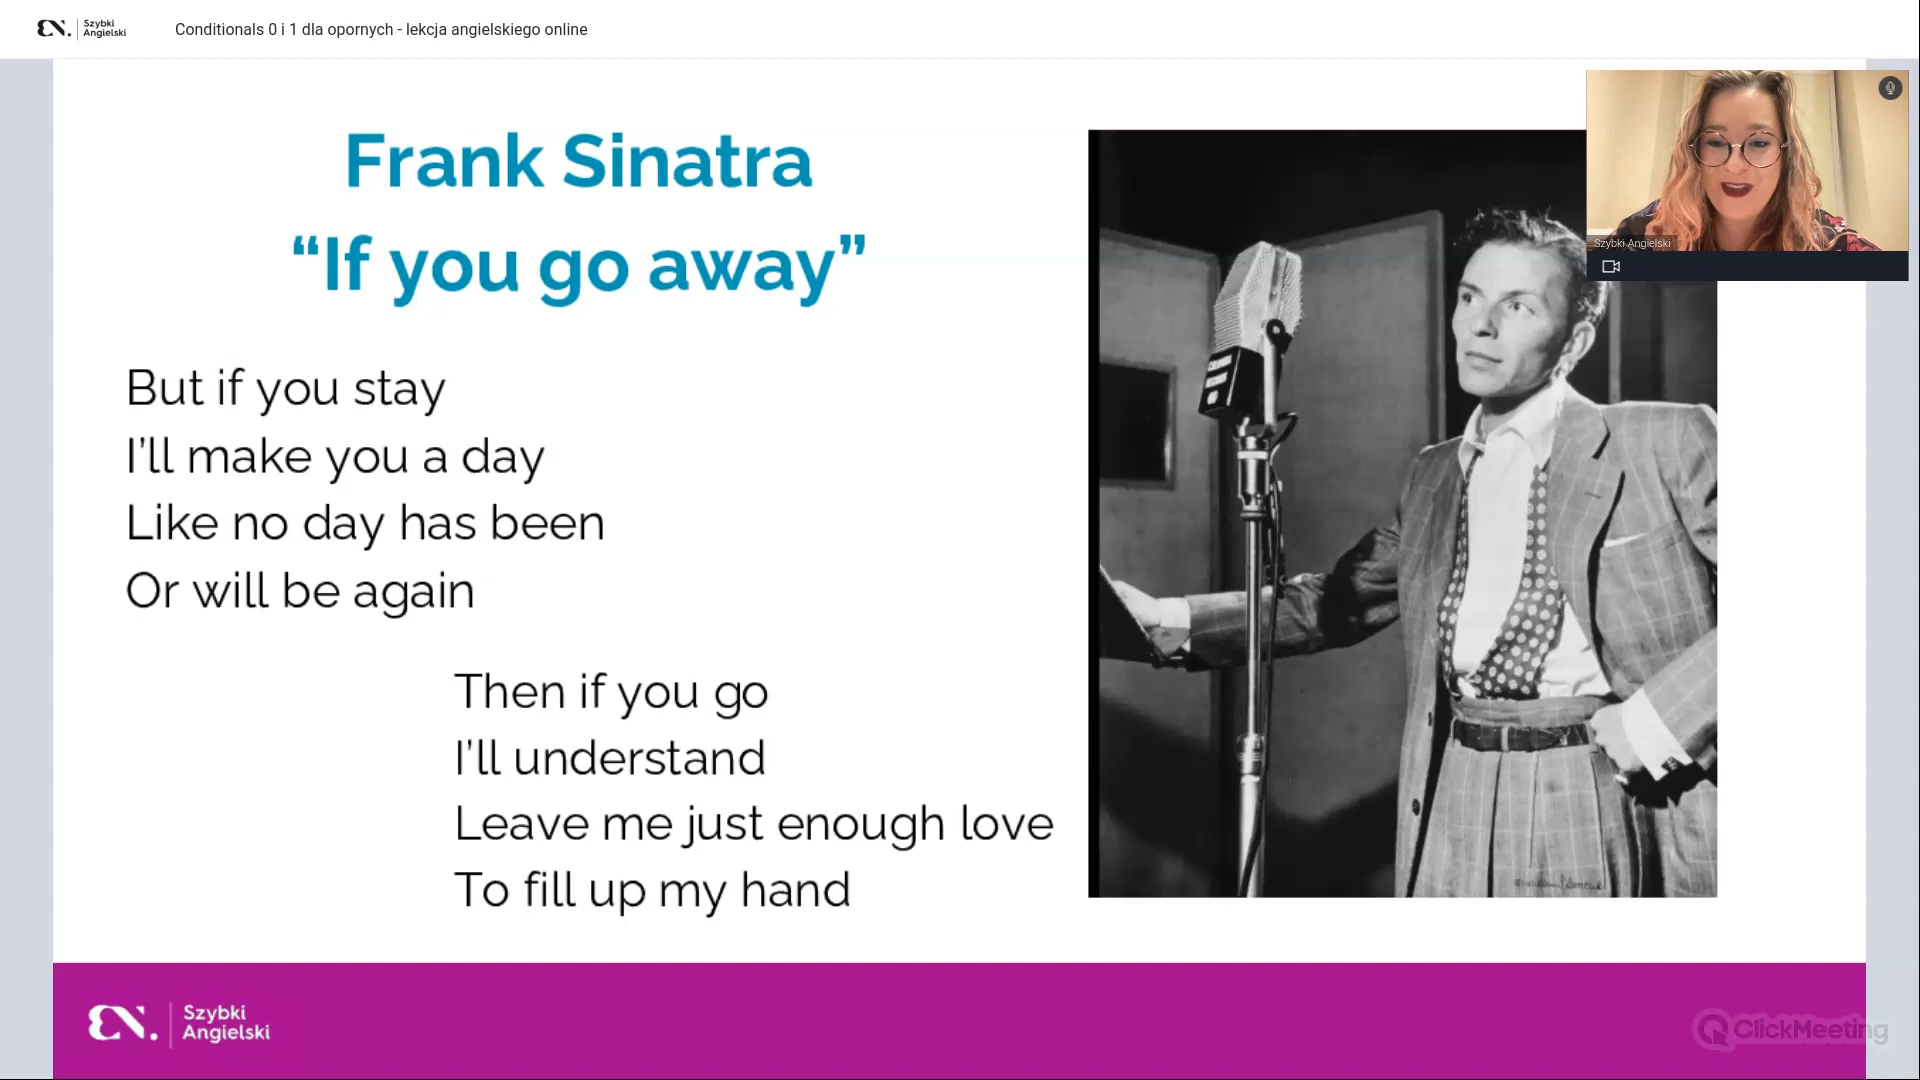 Szybki
Angielski
Conditionals 0 i 1 dla opornych - lekcja angielskiego online
Frank Sinatra
“If you go away”
But if you stay
I'll make you a day
Like no day has been
Or will be again
Then if you go
I'll understand
Leave me just enough love
To fill up my hand
Szybki Angielski
Szybki
Angielski
ClickMeeting